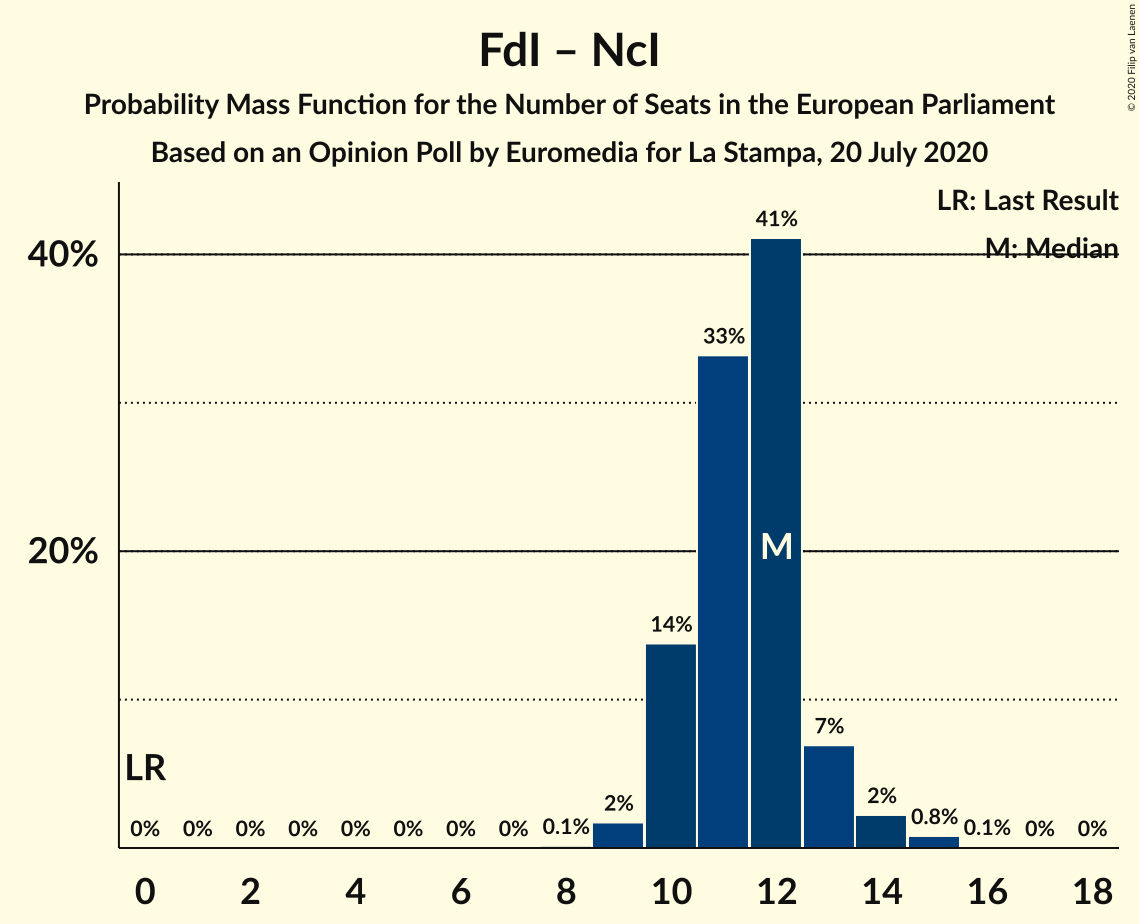 FdI – NcI
Probability Mass Function for the Number of Seats in the European Parliament
Based on an Opinion Poll by Euromedia for La Stampa, 20 July 2020
© 2020 Filip van Laenen
LR: Last Result
M: Median
40%
20%
41%
33%
M
14%
7%
LR
0% 0% 0% 0% 0% 0% 0% 0% 0.1% 2% 2% 0.8% 0.1% 0% 0%
0 2 4 6 8 10 12 14 16 18